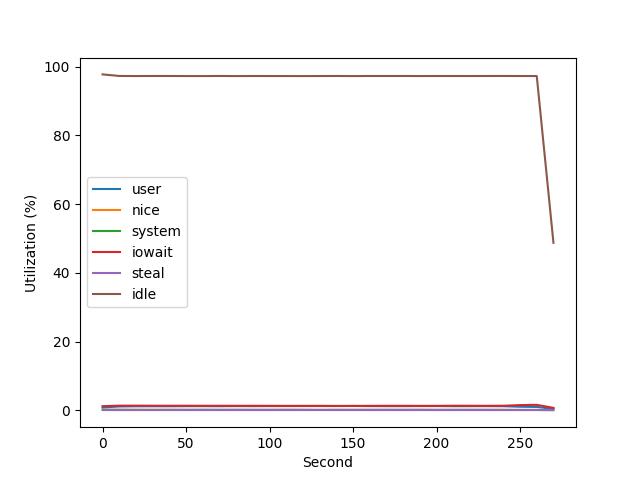 100
80
60
40
20
0
Utilization (%)
user
nice
system
iowait
steal
idle
0 50 100 150 200 250
Second